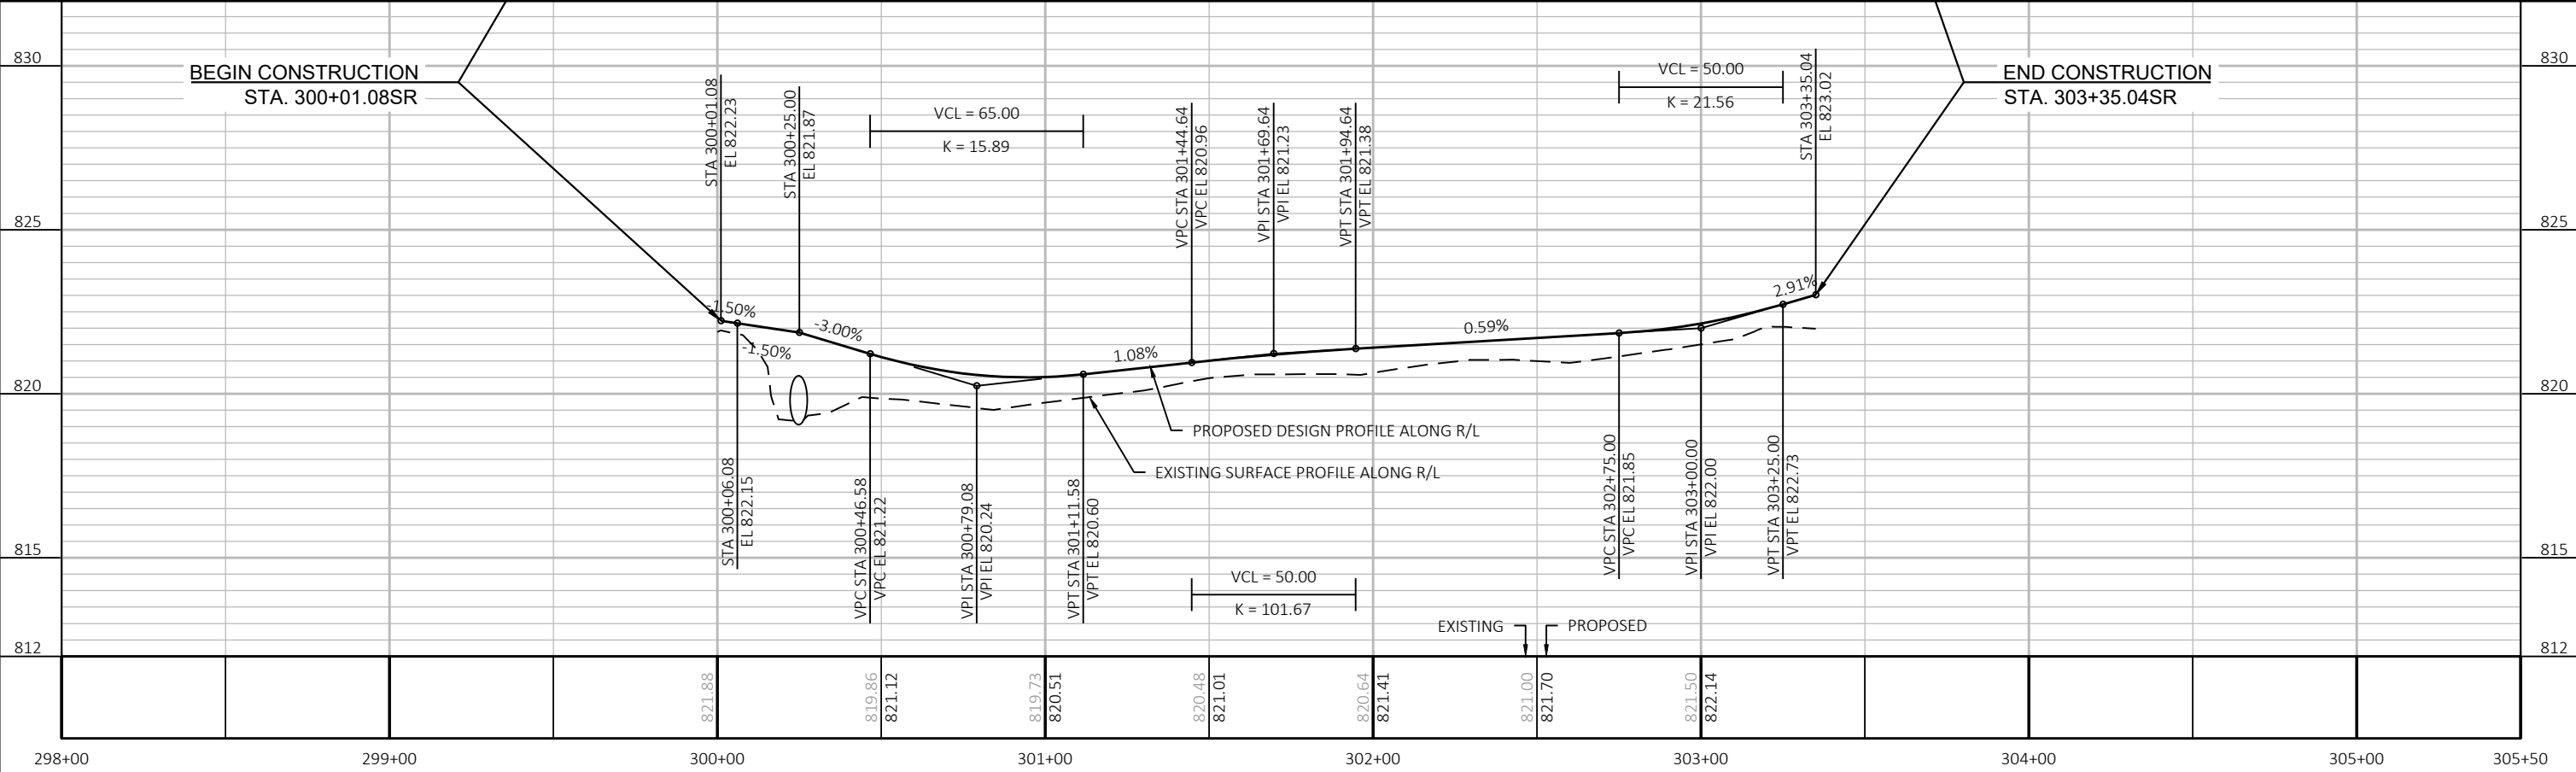 830
830
BEGIN CONSTRUCTION
STA. 300+01.08SR
STA 300+01.08
EL 822.23
STA 300+25.00
EL 821.87
VCL = 65.00
K = 15.89
VPC STA 301+44.64
VPC EL 820.96
VPI STA 301+69.64
VPI EL 821.23
VPT STA 301+94.64
VPT EL 821.38
VCL = 50.00
K = 21.56
STA 303+35.04
EL 823.02
END CONSTRUCTION
STA. 303+35.04SR
825
825
-1.50%
-3.00%
-1.50%
1.08%
0.59%
2.91%
820
820
PROPOSED DESIGN PROFILE ALONG R/L
EXISTING SURFACE PROFILE ALONG R/L
STA 300+06.08
EL 822.15
VPC STA 300+46.58
VPC EL 821.22
VPI STA 300+79.08
VPI EL 820.24
VPT STA 301+11.58
VPT EL 820.60
VPC STA 302+75.00
VPC EL 821.85
VPI STA 303+00.00
VPI EL 822.00
VPT STA 303+25.00
VPT EL 822.73
815
815
VCL = 50.00
K = 101.67
EXISTING
PROPOSED
812
812
821.88
819.86
821.12
819.73
820.51
820.48
821.01
820.64
821.41
821.00
821.70
821.50
822.14
298+00
299+00
300+00
301+00
302+00
303+00
304+00
305+00
305+50